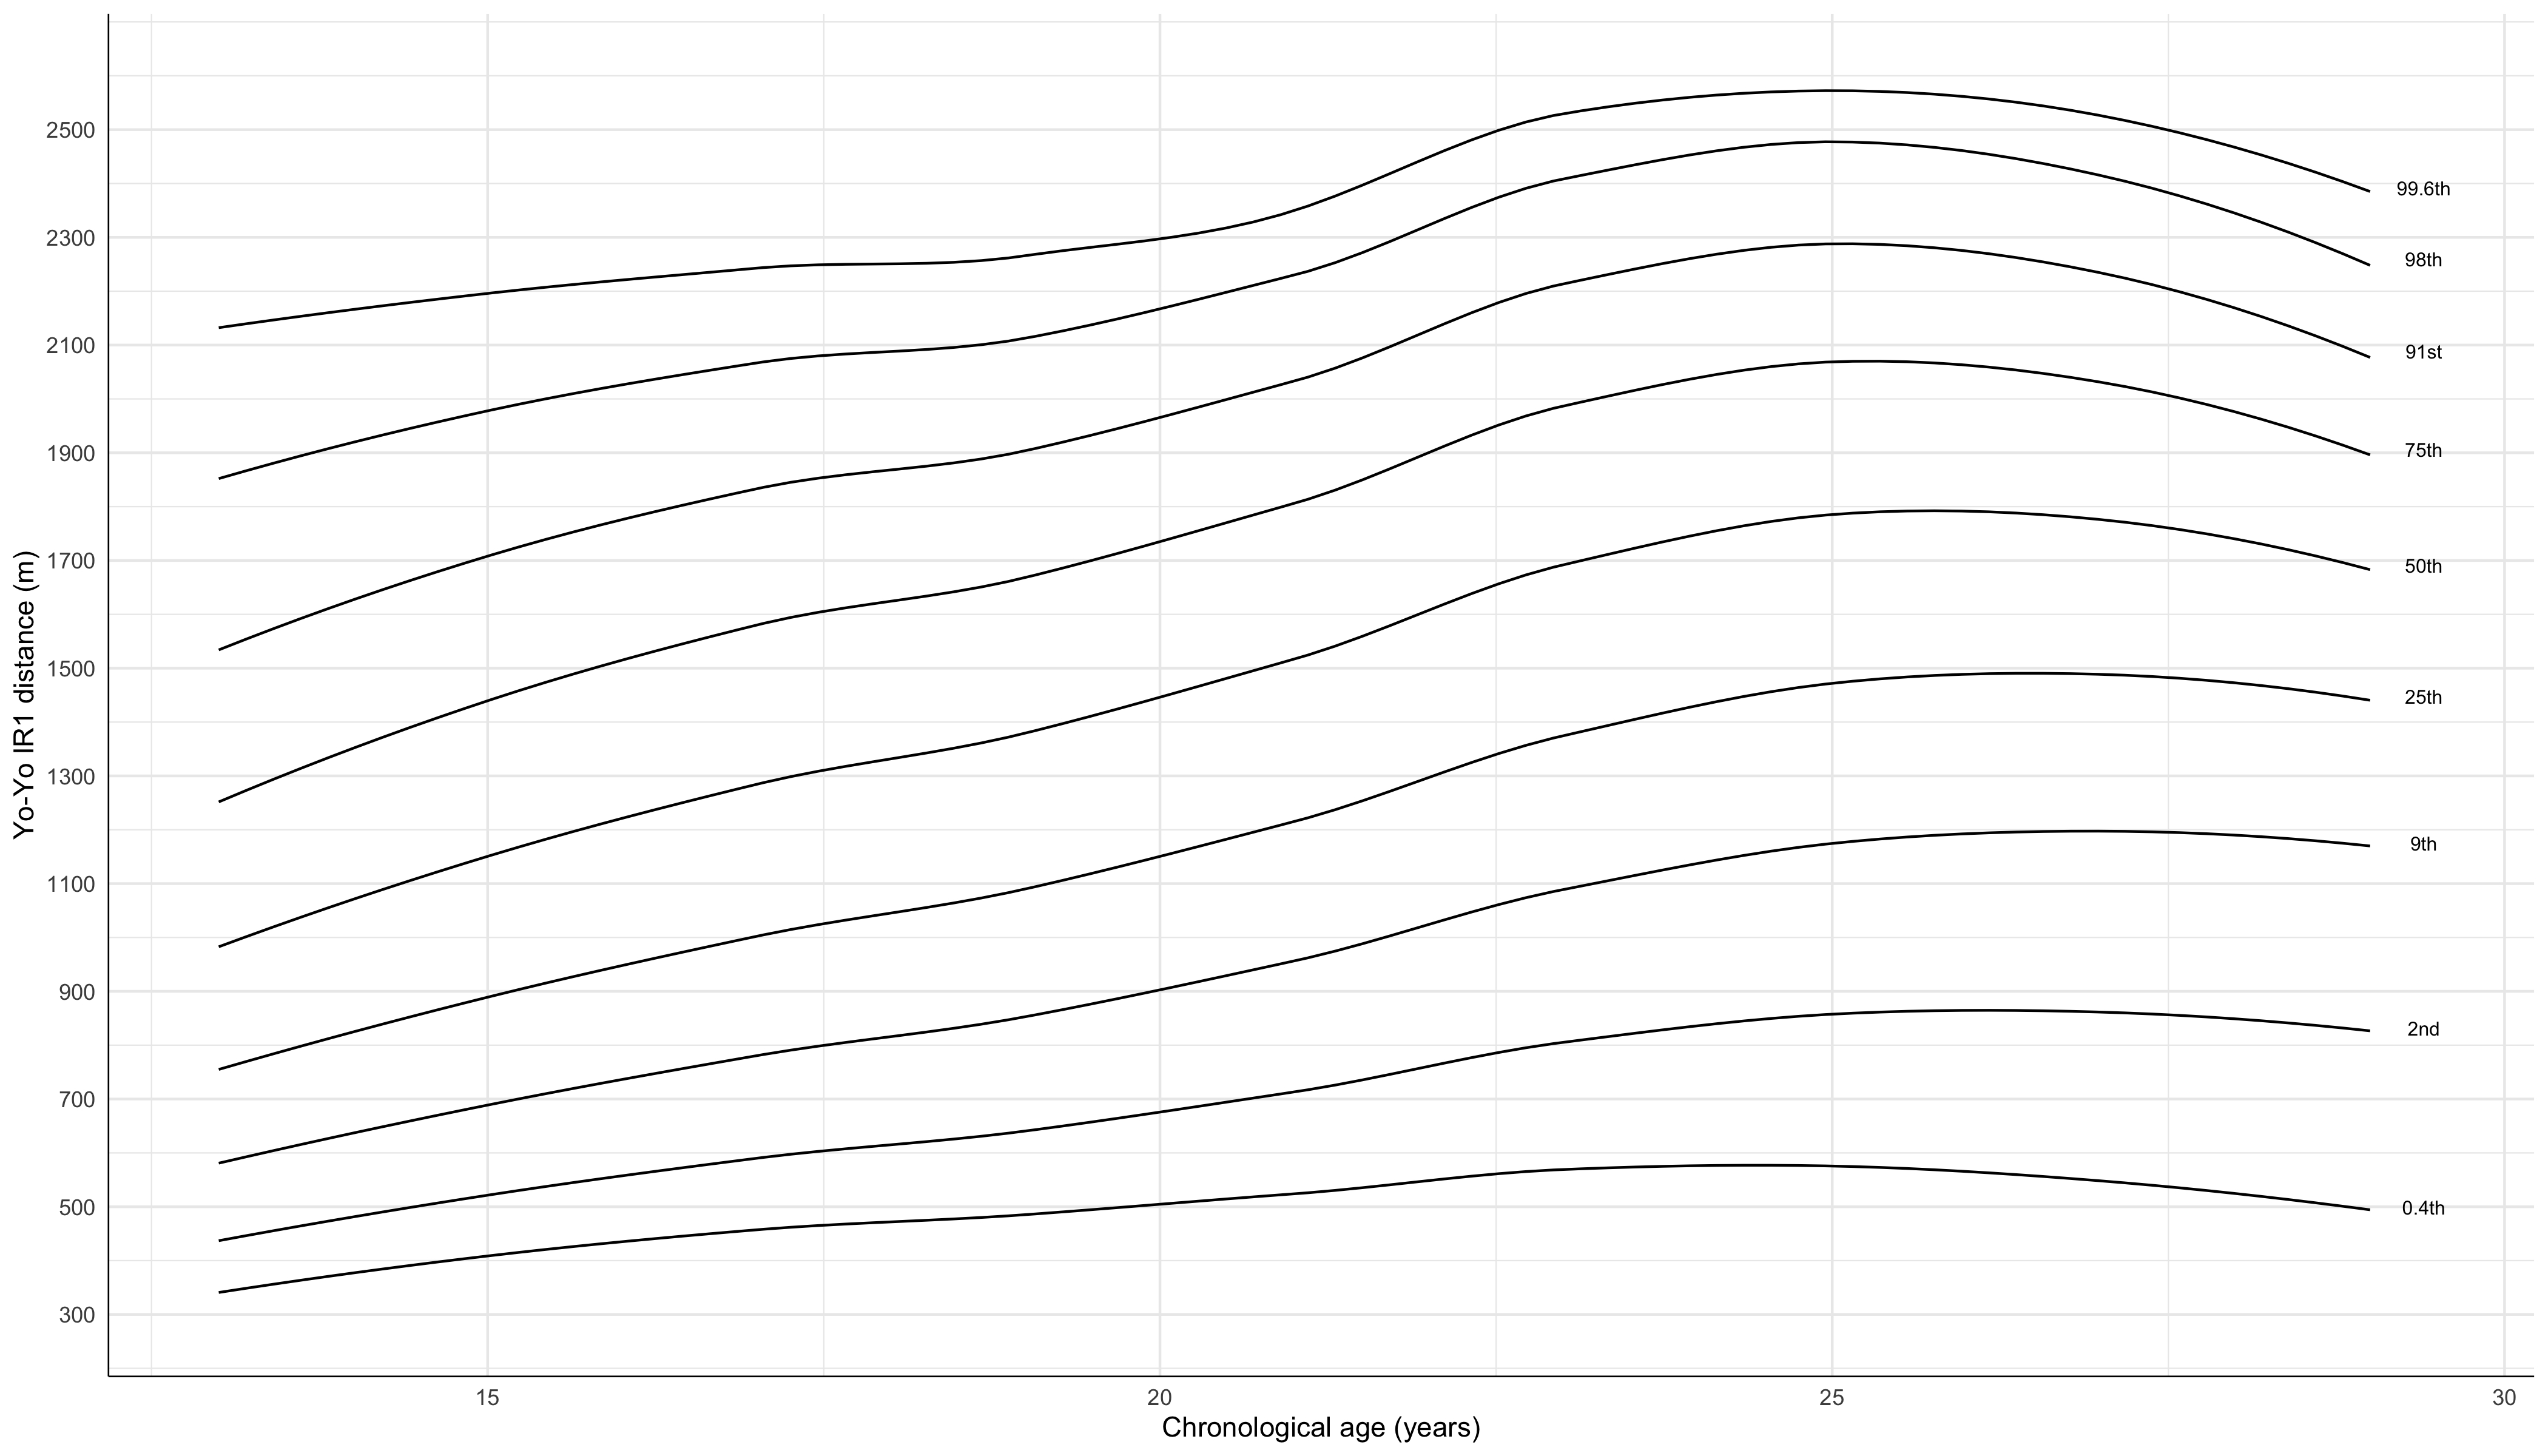 2500
2300
2100
1900
1700
1500
1300
1100
900
700
500
300
Yo-Yo IR1 distance (m)
99.6th
98th
91st
75th
50th
25th
9th
2nd
0.4th
15
20
25
30
Chronological age (years)